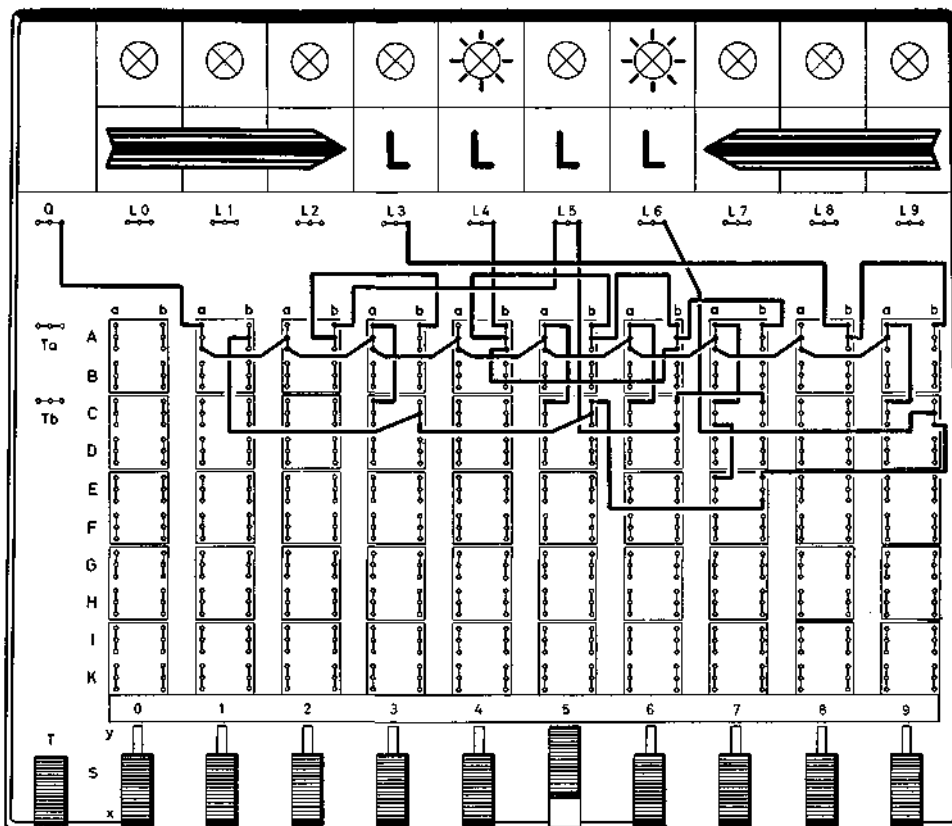 L L L L
Q L0 L1 L2 L3 L4 L5 L6 L7 L8 L9
a b a b a b a b a b a b a b a b a b a b
Ta A
B
Tb C
D
E
F
G
H
I
K
0 1 2 3 4 5 6 7 8 9
T y
S
x